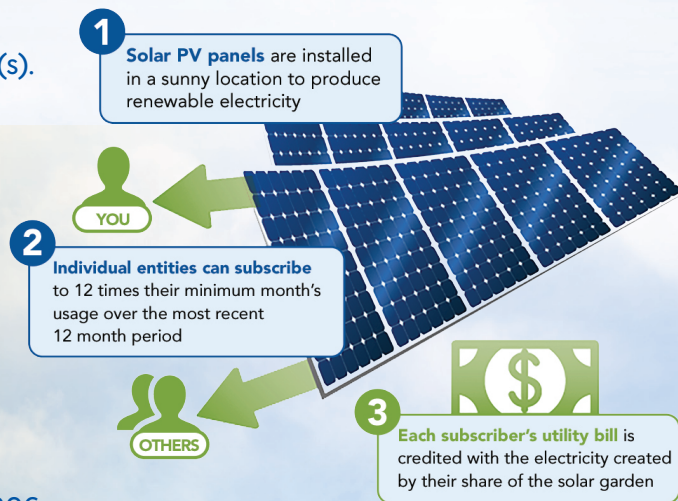 (s).
1
Solar PV panels are installed
in a sunny location to produce
renewable electricity
YOU
2
Individual entities can subscribe
to 12 times their minimum month's
usage over the most recent
12 month period
OTHERS
$
3
Each subscriber's utility bill is
credited with the electricity created
by their share of the solar garden